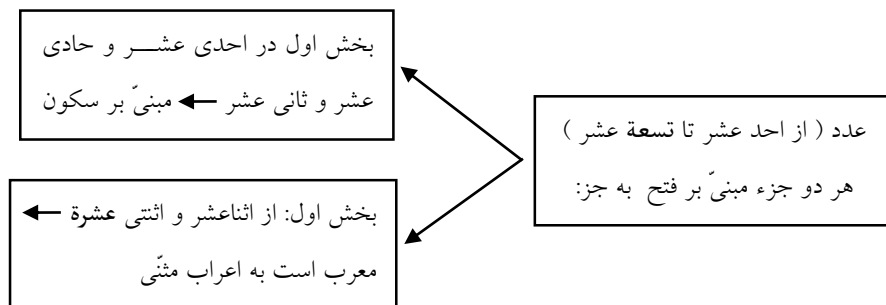 عدد ( از احد عشر تا تسعة عشر )
هر دو جزء مبنیّ بر فتح به جز:
بخش اول در احدی عشـــر و حادی
عشر و ثانی عشر ← مبنیّ بر سکون
بخش اول: از اثناعشر و اثنتی عشرة ←
معرب است به اعراب مثنّی